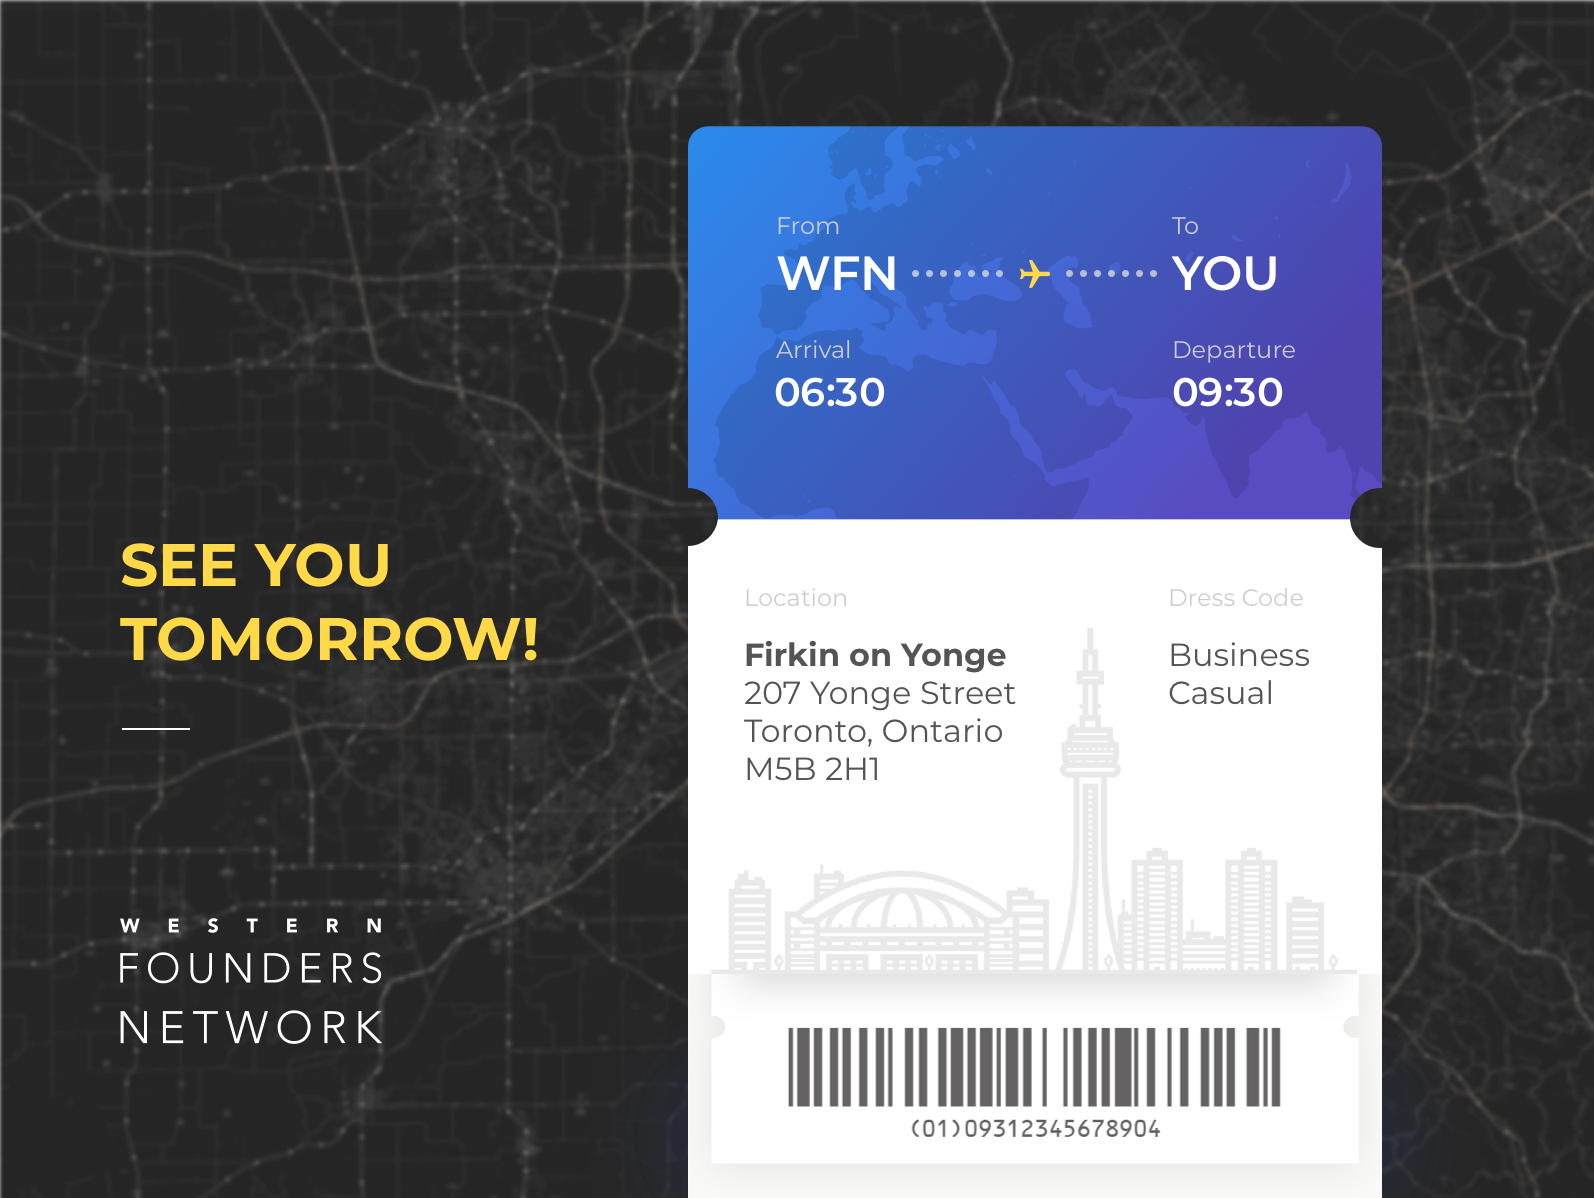 SEE YOU
TOMORROW!
WESTERN
FOUNDERS
NETWORK
From
WFN
To
YOU
Arrival
06:30
Departure
09:30
Location
Firkin on Yonge
207 Yonge Street
Toronto, Ontario
M5B 2H1
Dress Code
Business
Casual
(01)09312345678904